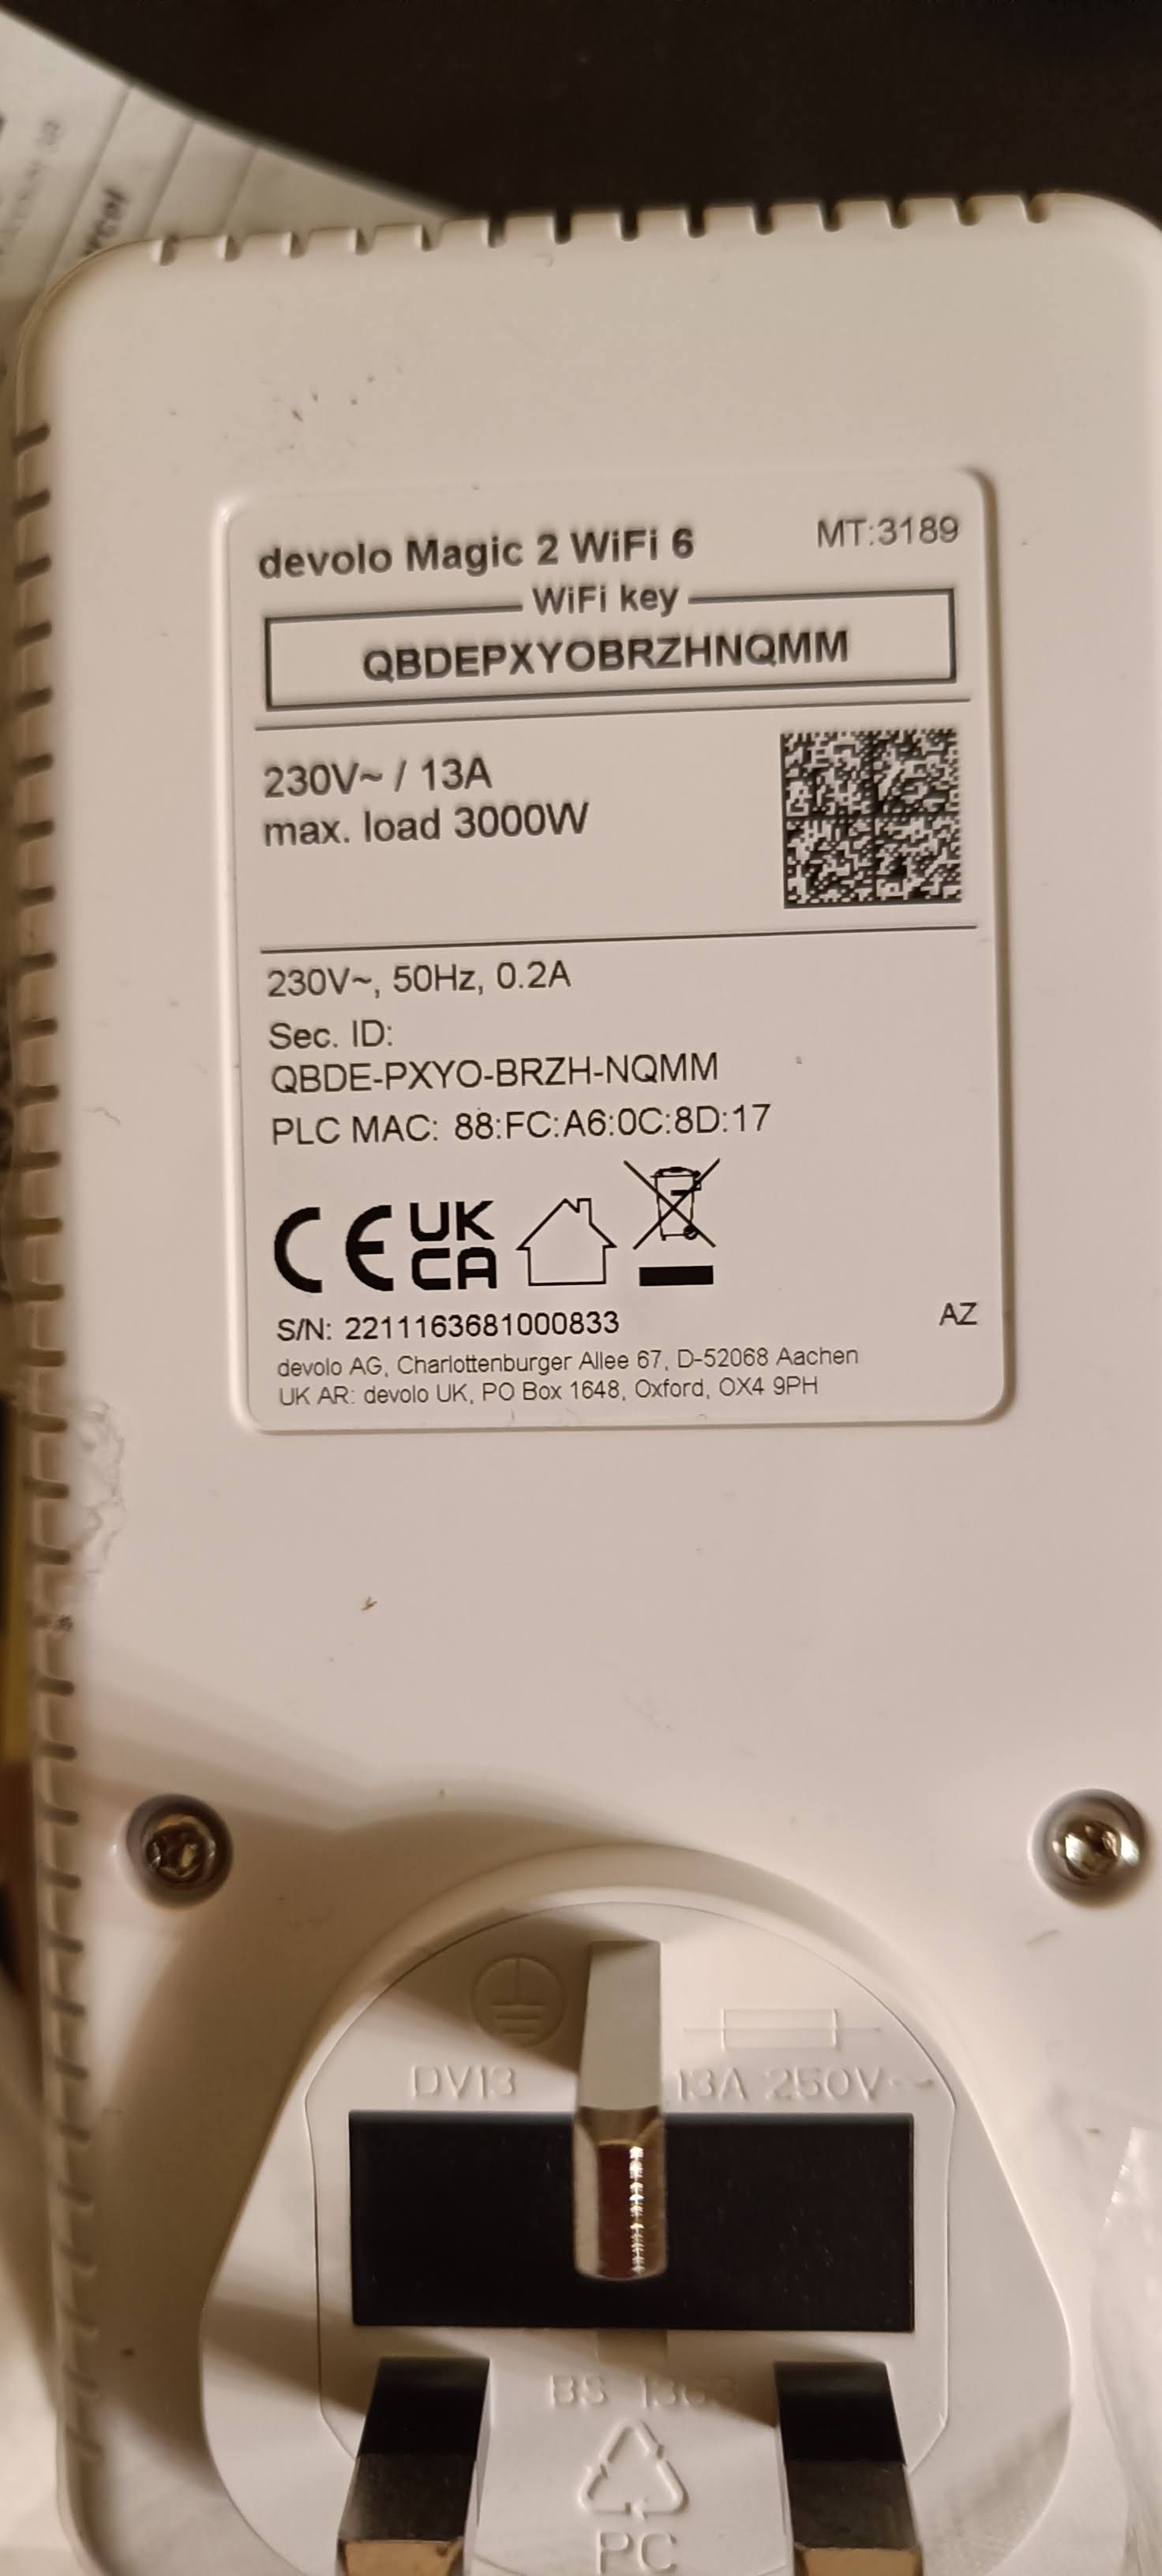 devolo Magic 2 WiFi 6 MT:3189
WiFi key
QBDEPXYOBRZHNQMM
230V~ / 13A
max. load 3000W
230V~, 50Hz, 0.2A
Sec. ID:
QBDE-PXYO-BRZH-NQMM
PLC MAC: 88:FC:A6:0C:8D:17
CE UK
CA
S/N: 2211163681000833 AZ
devolo AG, Charlottenburger Allee 67, D-52068 Aachen
UK AR: devolo UK, PO Box 1648, Oxford, OX4 9PH
DV13 13A 250V~
BS 1363
PC